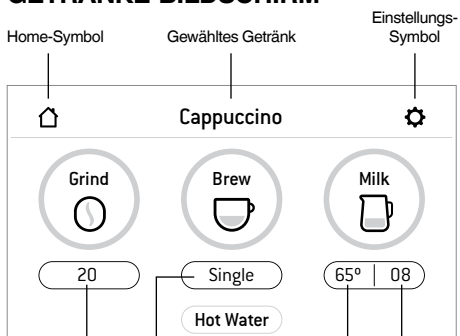 GETRÄNKE-BILDSCHIRM
Einstellungs-
Symbol
Home-Symbol
Gewähltes Getränk
Cappuccino
Grind
Brew
Milk
20
Single
65º | 08
Hot Water